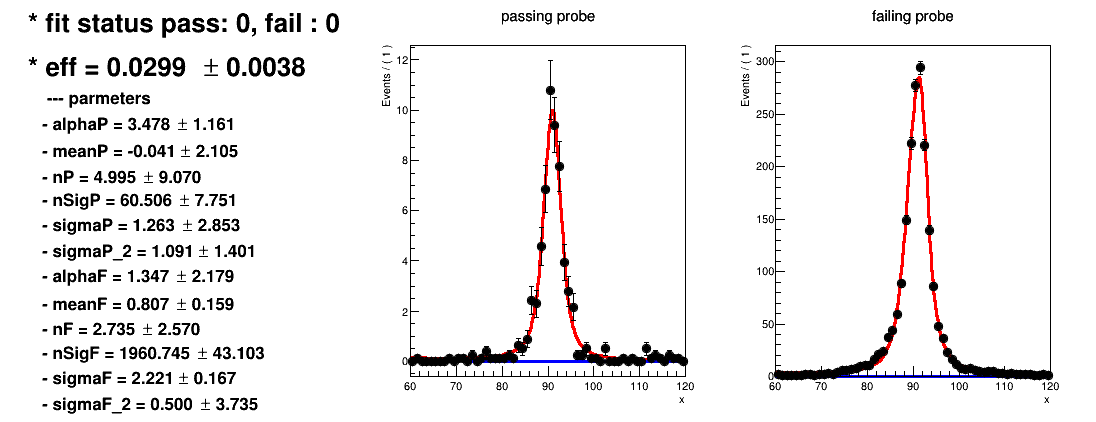 * fit status pass: 0, fail : 0
* eff = 0.0299 ± 0.0038
--- parmeters
- alphaP = 3.478 ± 1.161
- meanP = -0.041 ± 2.105
- nP = 4.995 ± 9.070
- nSigP = 60.506 ± 7.751
- sigmaP = 1.263 ± 2.853
- sigmaP_2 = 1.091 ± 1.401
- alphaF = 1.347 ± 2.179
- meanF = 0.807 ± 0.159
- nF = 2.735 ± 2.570
- nSigF = 1960.745 ± 43.103
- sigmaF = 2.221 ± 0.167
- sigmaF_2 = 0.500 ± 3.735
passing probe
Events / ( 1 )
12
10
8
6
4
2
0
60 70 80 90 100 110 120
x
failing probe
Events / ( 1 )
300
250
200
150
100
50
0
60 70 80 90 100 110 120
x